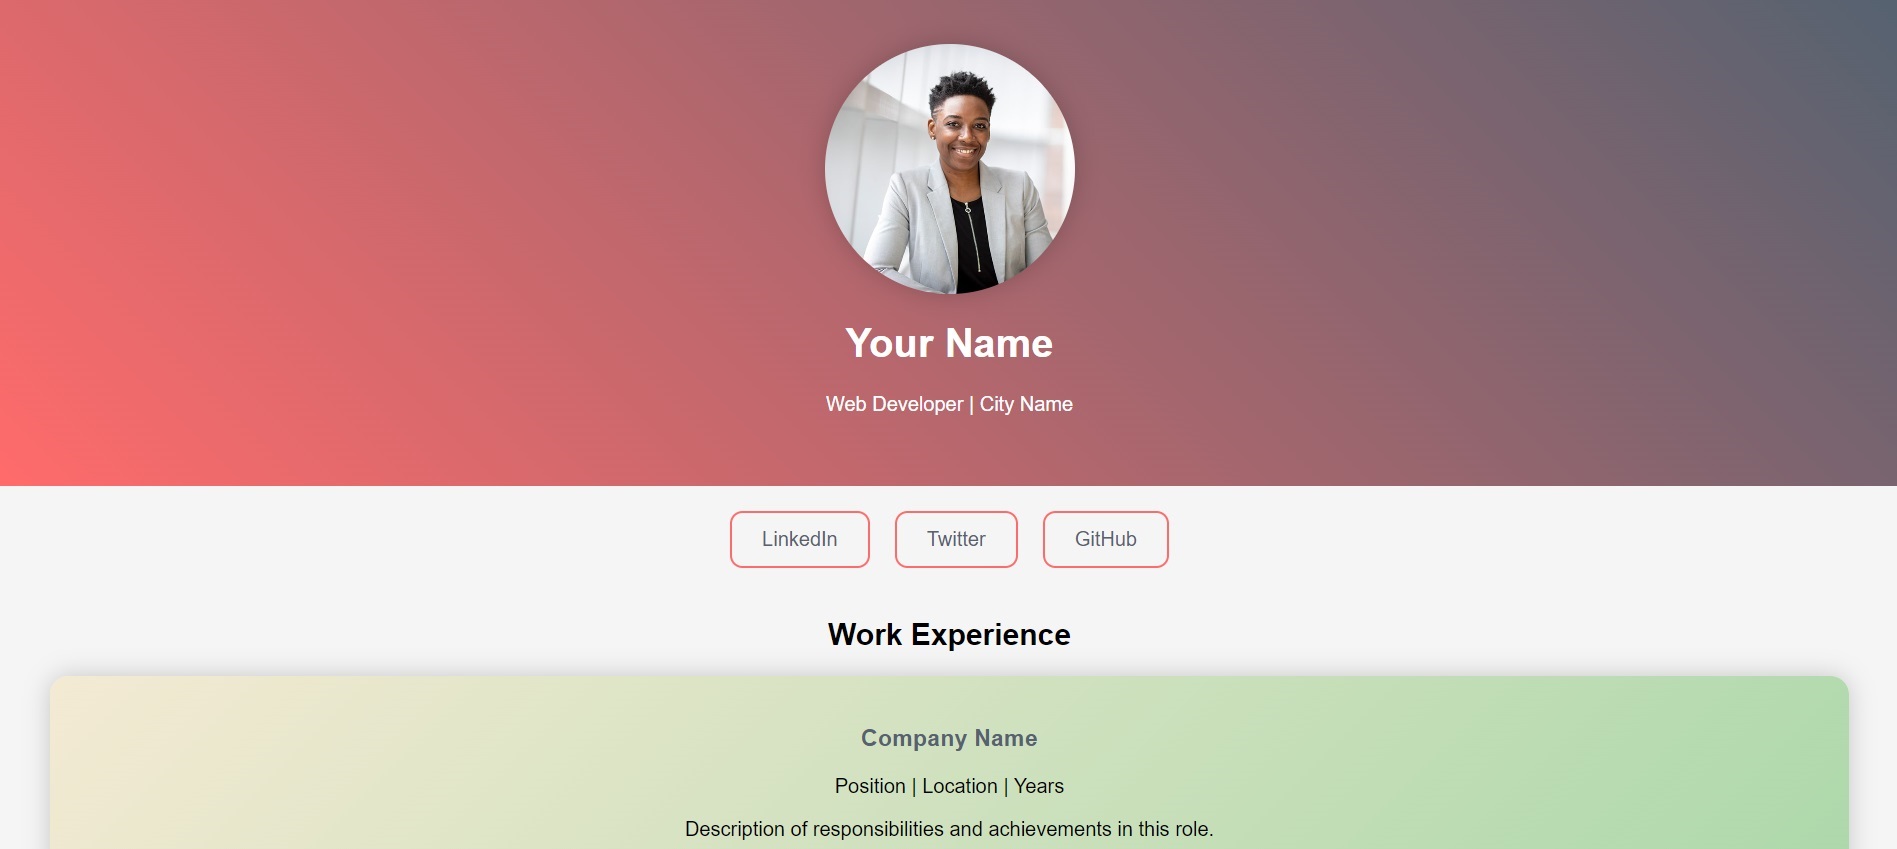 Your Name
Web Developer | City Name
LinkedIn Twitter GitHub
Work Experience
Company Name
Position | Location | Years
Description of responsibilities and achievements in this role.